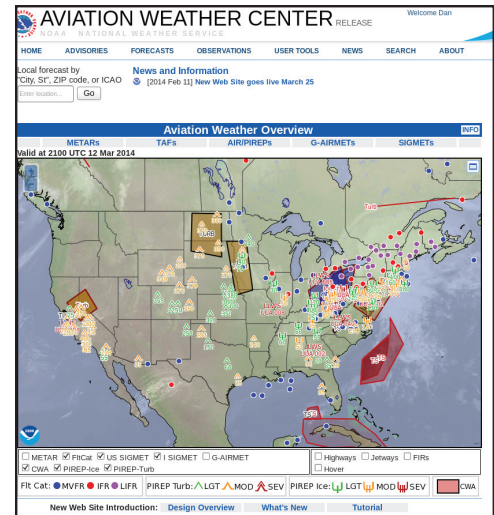 AVIATION WEATHER CENTER RELEASE
Welcome Dan
NOAA NATIONAL WEATHER SERVICE
HOME ADVISORIES FORECASTS OBSERVATIONS USER TOOLS NEWS SEARCH ABOUT
Local forecast by
"City, St", ZIP code, or ICAO
Enter location... Go
News and Information
[2014 Feb 11] New Web Site goes live March 25
Aviation Weather Overview INFO
METARs TAFs AIR/PIREPs G-AIRMETs SIGMETs
Valid at 2100 UTC 12 Mar 2014
Turb
Turb
Turb
METAR FltCat US SIGMET I SIGMET G-AIRMET
CWA PIREP-Ice PIREP-Turb
Highways Jetways FIRs
Hover
Flt Cat: MVFR IFR LIFR PIREP Turb: LGT MOD SEV PIREP Ice: LGT MOD SEV CWA
New Web Site Introduction: Design Overview What's New Tutorial